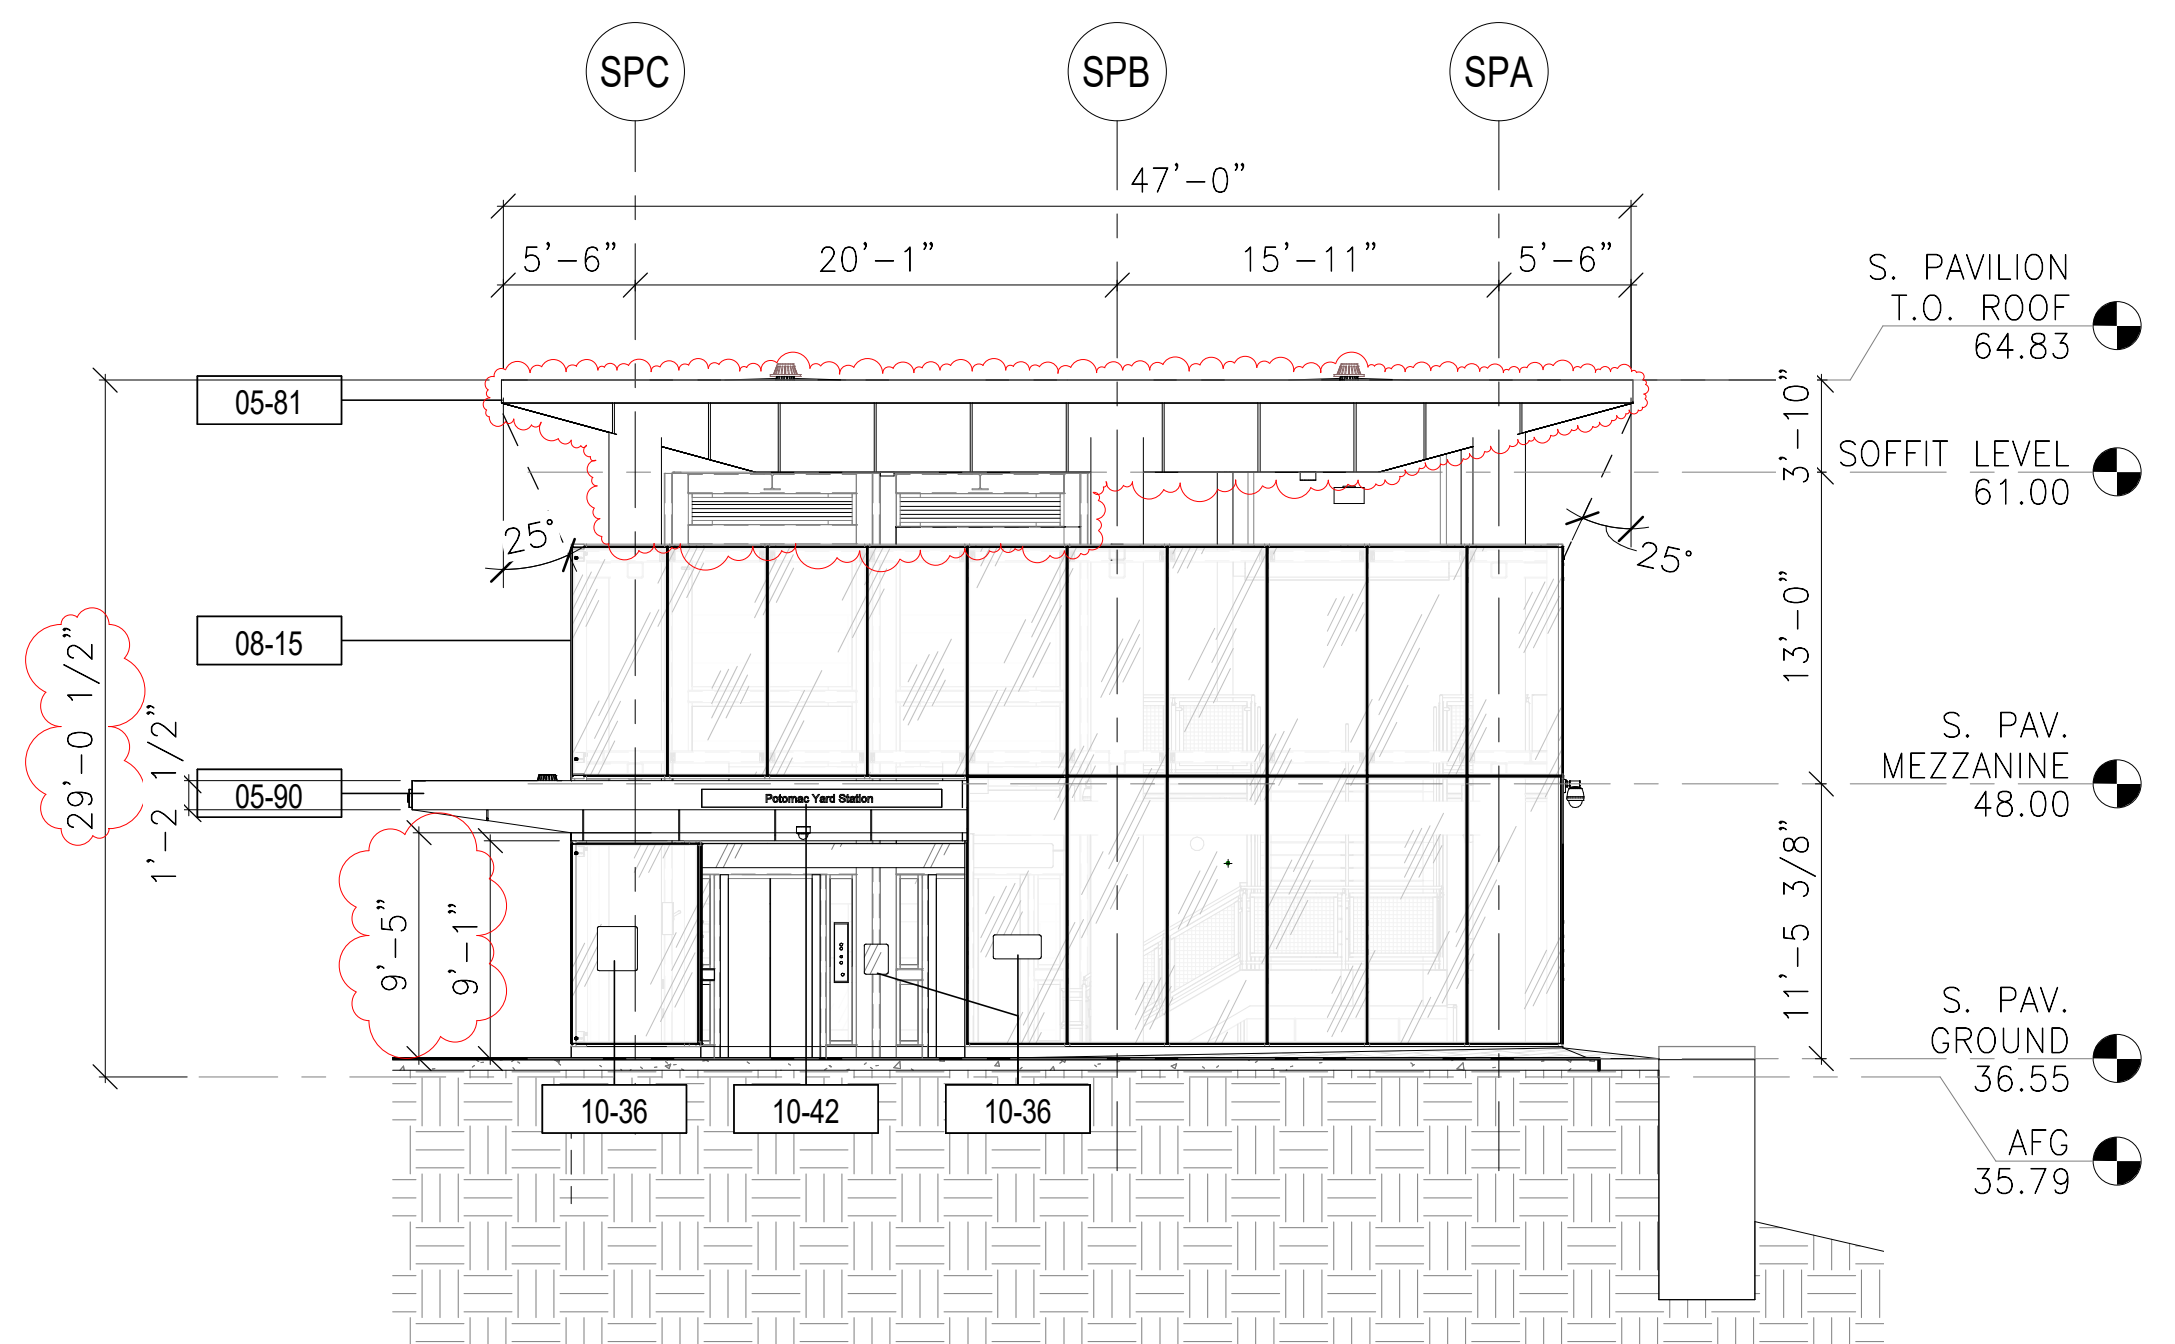 SPC
SPB
SPA
47'-0"
5'-6"
20'-1"
15'-11"
5'-6"
S. PAVILION
T.O. ROOF
64.83
05-81
3'-10"
SOFFIT LEVEL
61.00
25°
25°
13'-0"
08-15
29'-0 1/2"
1'-2 1/2"
S. PAV.
MEZZANINE
48.00
05-90
Potomac Yard Station
9'-5"
9'-1"
11'-5 3/8"
S. PAV.
GROUND
36.55
10-36
10-42
10-36
AFG
35.79